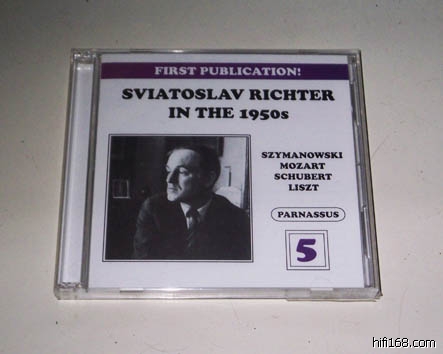 FIRST PUBLICATION!
SVIATOSLAV RICHTER
IN THE 1950s
SZYMANOWSKI
MOZART
SCHUBERT
LISZT
PARNASSUS
5
hifi168.com